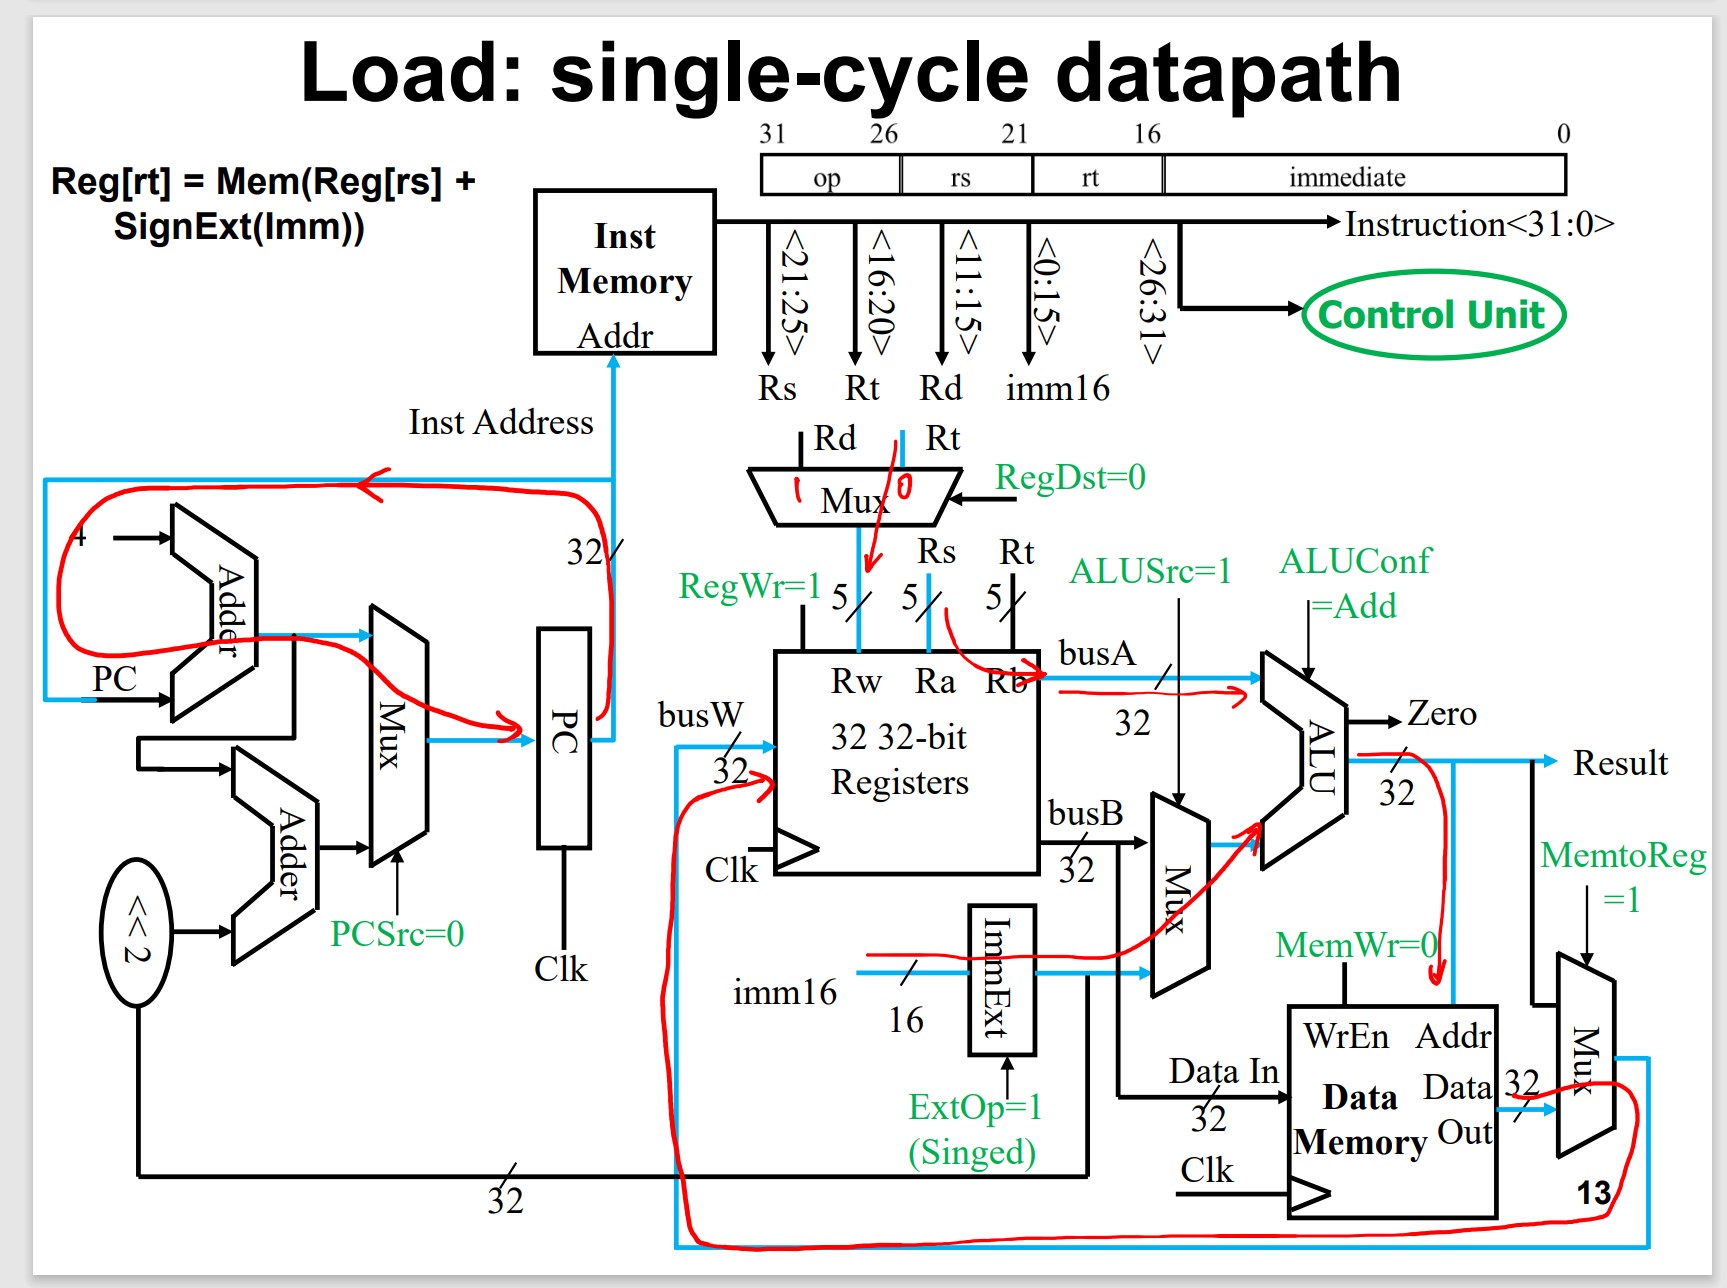 Load: single-cycle datapath
31 26 21 16 0
op rs rt immediate
Reg[rt] = Mem(Reg[rs] +
SignExt(Imm))
Inst
Memory
Addr
Instruction<31:0>
<21:25>
<16:20>
<11:15>
<0:15>
<26:31>
Control Unit
Rs Rt Rd imm16
Inst Address
Rd Rt
1 Mux 0
RegDst=0
4
Adder
PC
32
Mux
PC
Clk
Adder
<< 2
PCSrc=0
32
RegWr=1
5 5 5
Rs Rt
Rw Ra Rb
32 32-bit
Registers
busW
32
Clk
busA
32
busB
32
ALUSrc=1
ALUConf
=Add
ALU
Zero
32
Result
Mux
imm16
16
ImmExt
ExtOp=1
(Singed)
MemWr=0
MemtoReg
=1
WrEn Addr
Data In
32
Data
Memory
Data
Out
32
Clk
Mux
13